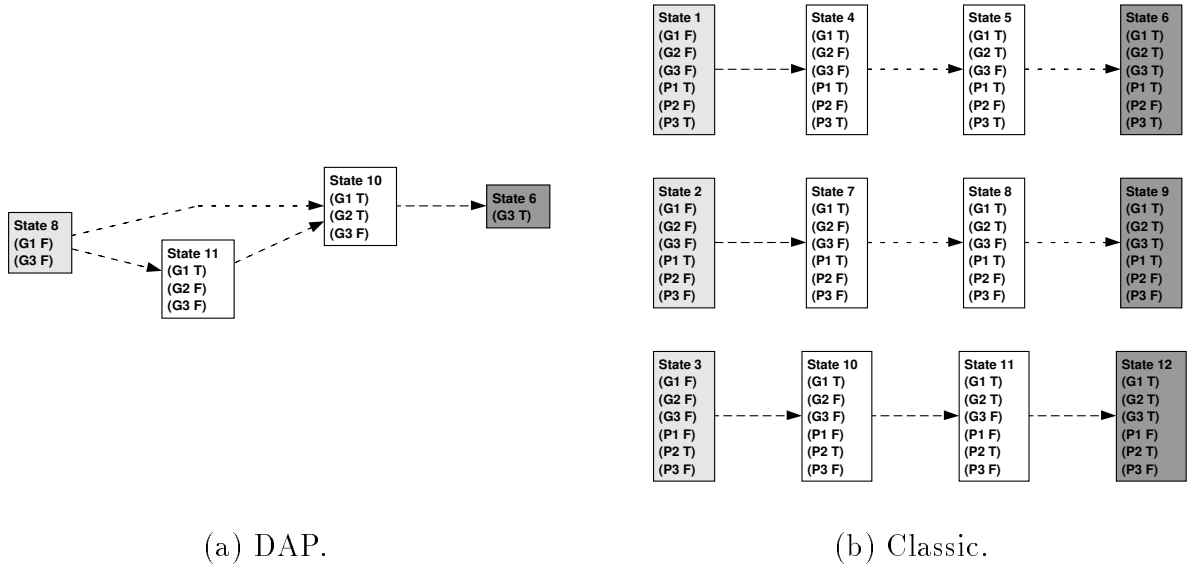 State 8
(G1 F)
(G3 F)
State 11
(G1 T)
(G2 F)
(G3 F)
State 10
(G1 T)
(G2 T)
(G3 F)
State 6
(G3 T)
(a) DAP.
State 1
(G1 F)
(G2 F)
(G3 F)
(P1 T)
(P2 F)
(P3 T)
State 4
(G1 T)
(G2 F)
(G3 F)
(P1 T)
(P2 F)
(P3 T)
State 5
(G1 T)
(G2 T)
(G3 F)
(P1 T)
(P2 F)
(P3 T)
State 6
(G1 T)
(G2 T)
(G3 T)
(P1 T)
(P2 F)
(P3 T)
State 2
(G1 F)
(G2 F)
(G3 F)
(P1 T)
(P2 F)
(P3 F)
State 7
(G1 T)
(G2 F)
(G3 F)
(P1 T)
(P2 F)
(P3 F)
State 8
(G1 T)
(G2 T)
(G3 F)
(P1 T)
(P2 F)
(P3 F)
State 9
(G1 T)
(G2 T)
(G3 T)
(P1 T)
(P2 F)
(P3 F)
State 3
(G1 F)
(G2 F)
(G3 F)
(P1 F)
(P2 T)
(P3 F)
State 10
(G1 T)
(G2 F)
(G3 F)
(P1 F)
(P2 T)
(P3 F)
State 11
(G1 T)
(G2 T)
(G3 F)
(P1 F)
(P2 T)
(P3 F)
State 12
(G1 T)
(G2 T)
(G3 T)
(P1 F)
(P2 T)
(P3 F)
(b) Classic.